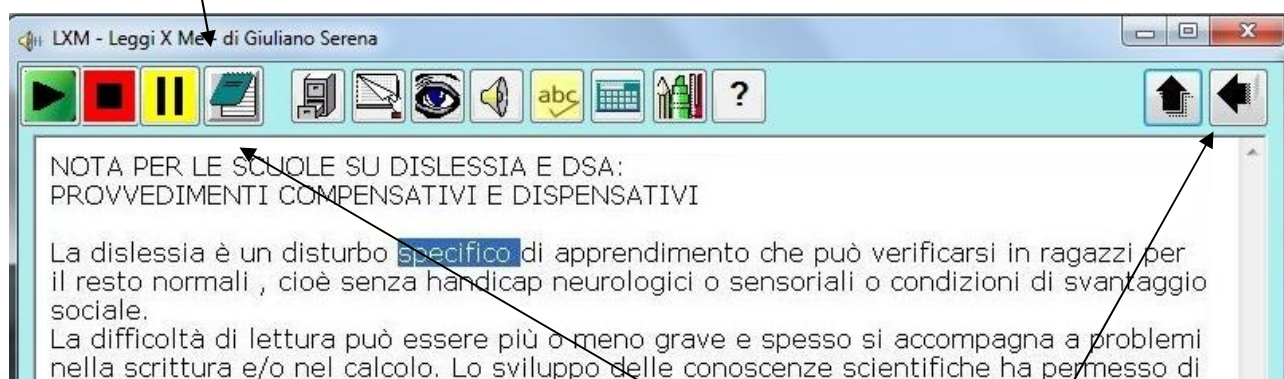 LXM - Leggi X Me - di Giuliano Serena
abc
?
NOTA PER LE SCUOLE SU DISLESSIA E DSA:
PROVVEDIMENTI COMPENSATIVI E DISPENSATIVI
La dislessia è un disturbo specifico di apprendimento che può verificarsi in ragazzi per
il resto normali , cioè senza handicap neurologici o sensoriali o condizioni di svantaggio
sociale.
La difficoltà di lettura può essere più o meno grave e spesso si accompagna a problemi
nella scrittura e/o nel calcolo. Lo sviluppo delle conoscenze scientifiche ha permesso di